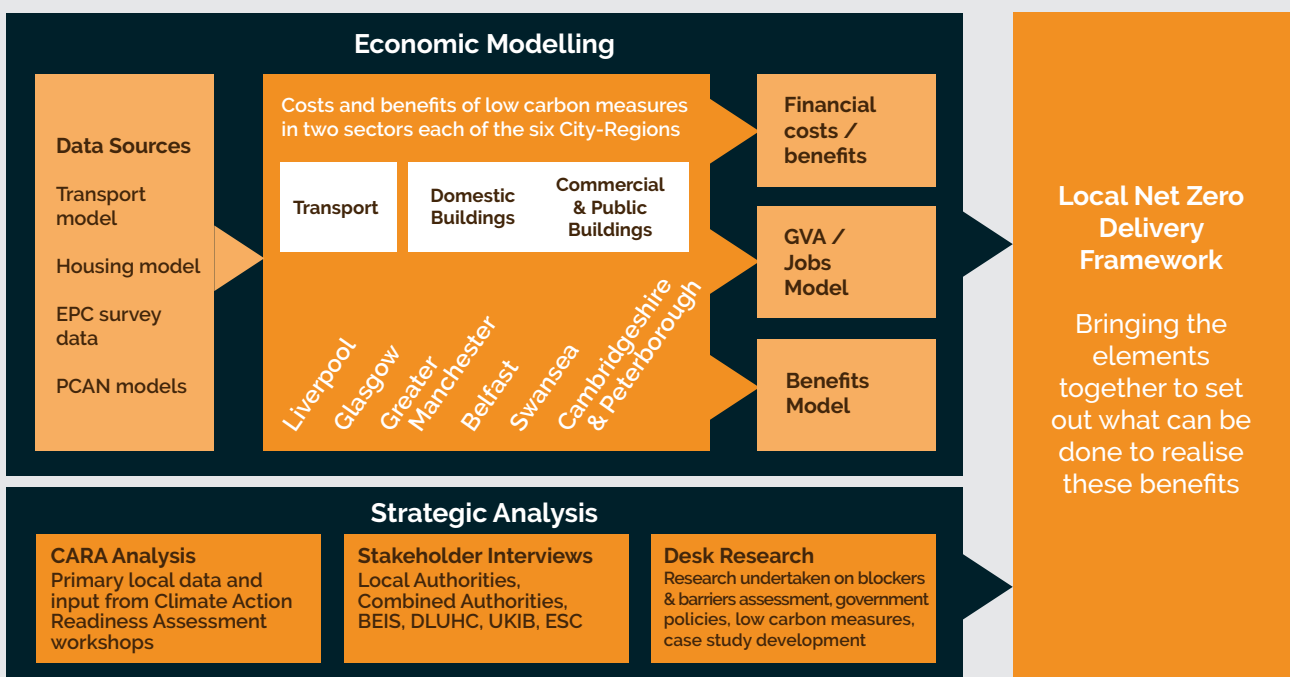 Economic Modelling
Data Sources
Transport
model
Housing model
EPC survey
data
PCAN models
Costs and benefits of low carbon measures
in two sectors each of the six City-Regions
Transport
Domestic
Buildings
Commercial
& Public
Buildings
Liverpool
Glasgow
Greater
Manchester
Belfast
Swansea
Cambridgeshire
& Peterborough
Financial
costs /
benefits
GVA /
Jobs
Model
Benefits
Model
Strategic Analysis
CARA Analysis
Primary local data and
input from Climate Action
Readiness Assessment
workshops
Stakeholder Interviews
Local Authorities,
Combined Authorities,
BEIS, DLUHC, UKIB, ESC
Desk Research
Research undertaken on blockers
& barriers assessment, government
policies, low carbon measures,
case study development
Local Net Zero
Delivery
Framework
Bringing the
elements
together to set
out what can be
done to realise
these benefits